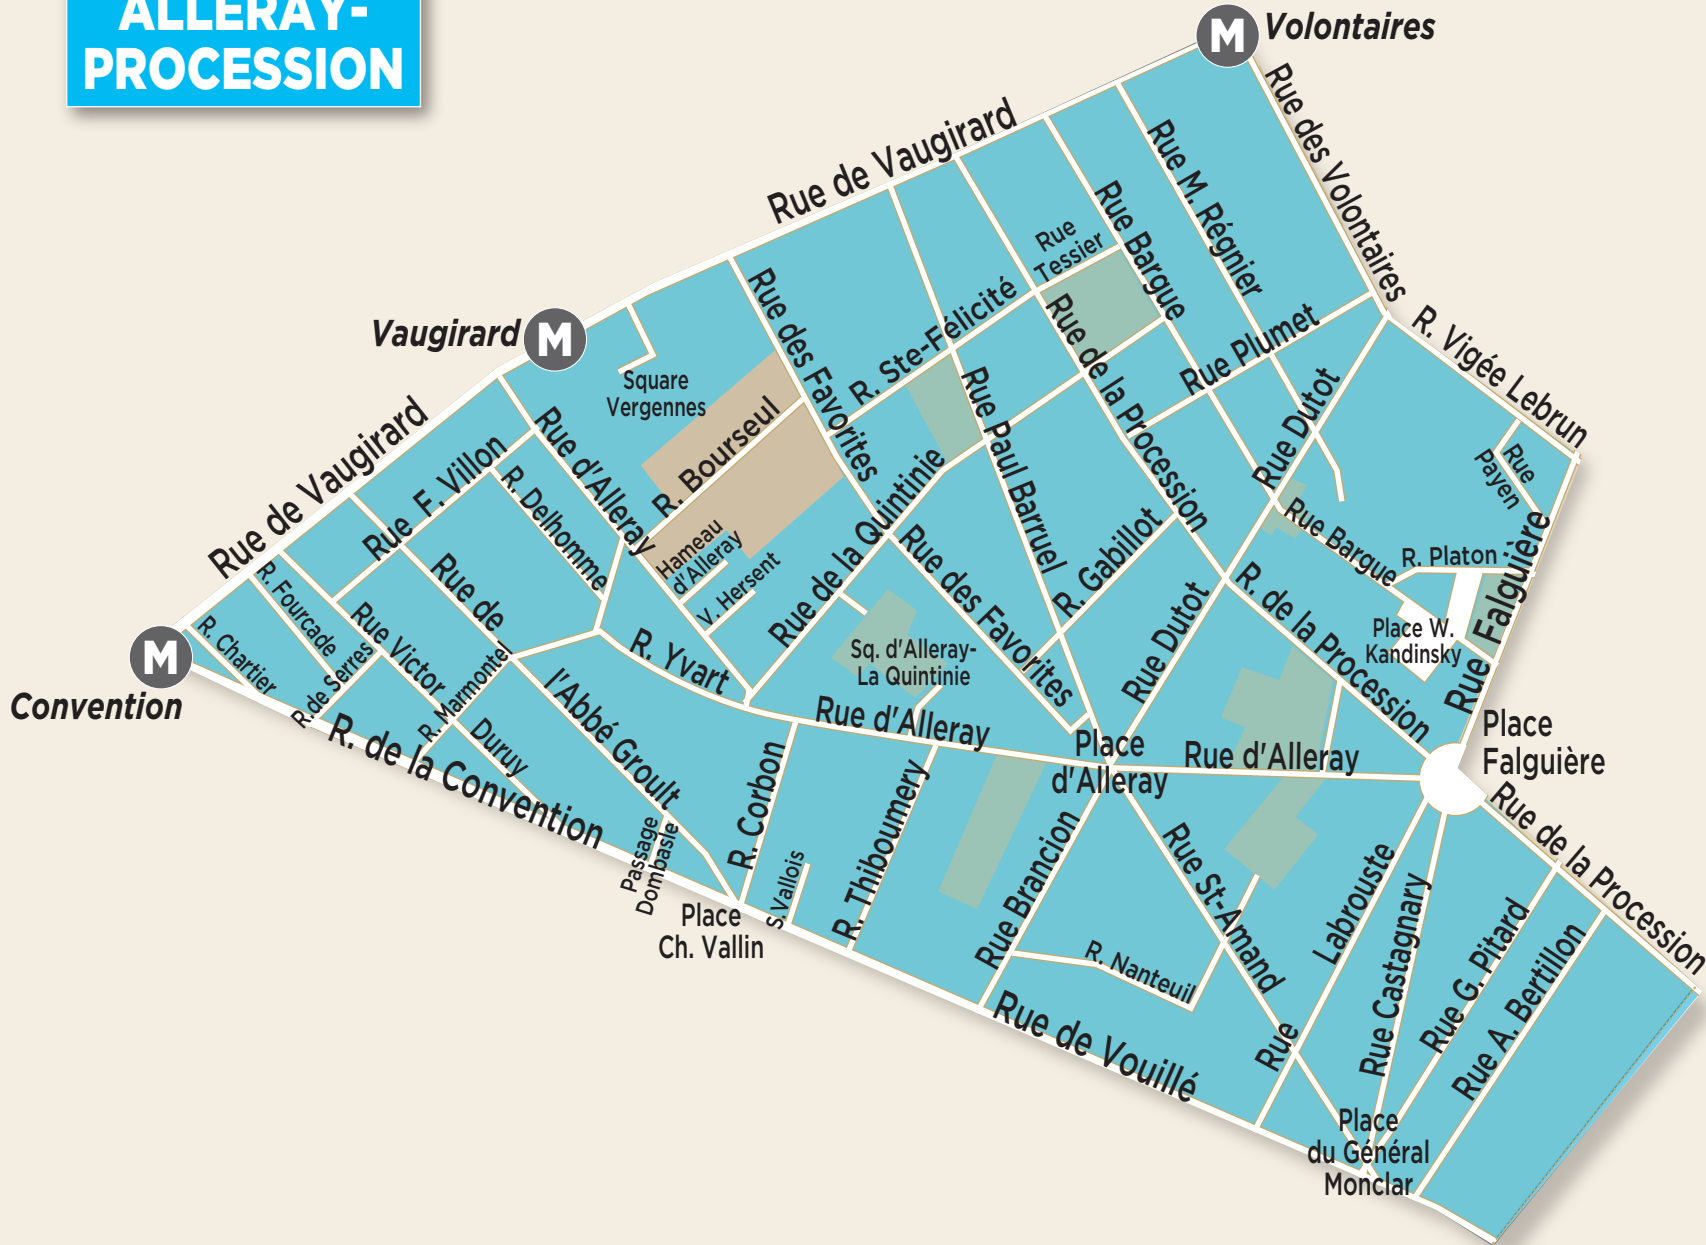 ALLERAY-
PROCESSION
Volontaires
Rue des Volontaires
Rue de Vaugirard
Rue M. Régnier
Rue Bargue
Rue
Tessier
Rue des Favorites
R. Ste-Félicité
Rue de la Procession
Rue Plumet
R. Vigée Lebrun
Vaugirard
Square
Vergennes
R. Bourseul
Rue Paul Barruel
Rue Dutot
Rue
Payen
Rue de Vaugirard
Rue F. Villon
Rue d'Alleray
R. Delhomme
Hameau
d'Alleray
V. Hersent
Rue de la Quintinie
Rue des Favorites
R. Gabillot
Rue Bargue
R. Platon
Rue Falguière
Place W.
Kandinsky
R. Fourcade
R. Chartier
R. de Serres
Rue Victor
Duruy
Rue de
l'Abbé Groult
R. Marmontel
R. Yvart
Sq. d'Alleray-
La Quintinie
Rue Dutot
R. de la Procession
Convention
R. de la Convention
Rue d'Alleray
Place
d'Alleray
Rue d'Alleray
Place
Falguière
Passage
Dombasle
R. Corbon
S. Vallois
R. Thiboumery
Rue Brancion
Rue St-Amand
Rue Labrouste
Rue Castagnary
Rue G. Pitard
Rue A. Bertillon
Rue de la Procession
Place
Ch. Vallin
R. Nanteuil
Rue de Vouillé
Place
du Général
Monclar
M
M
M